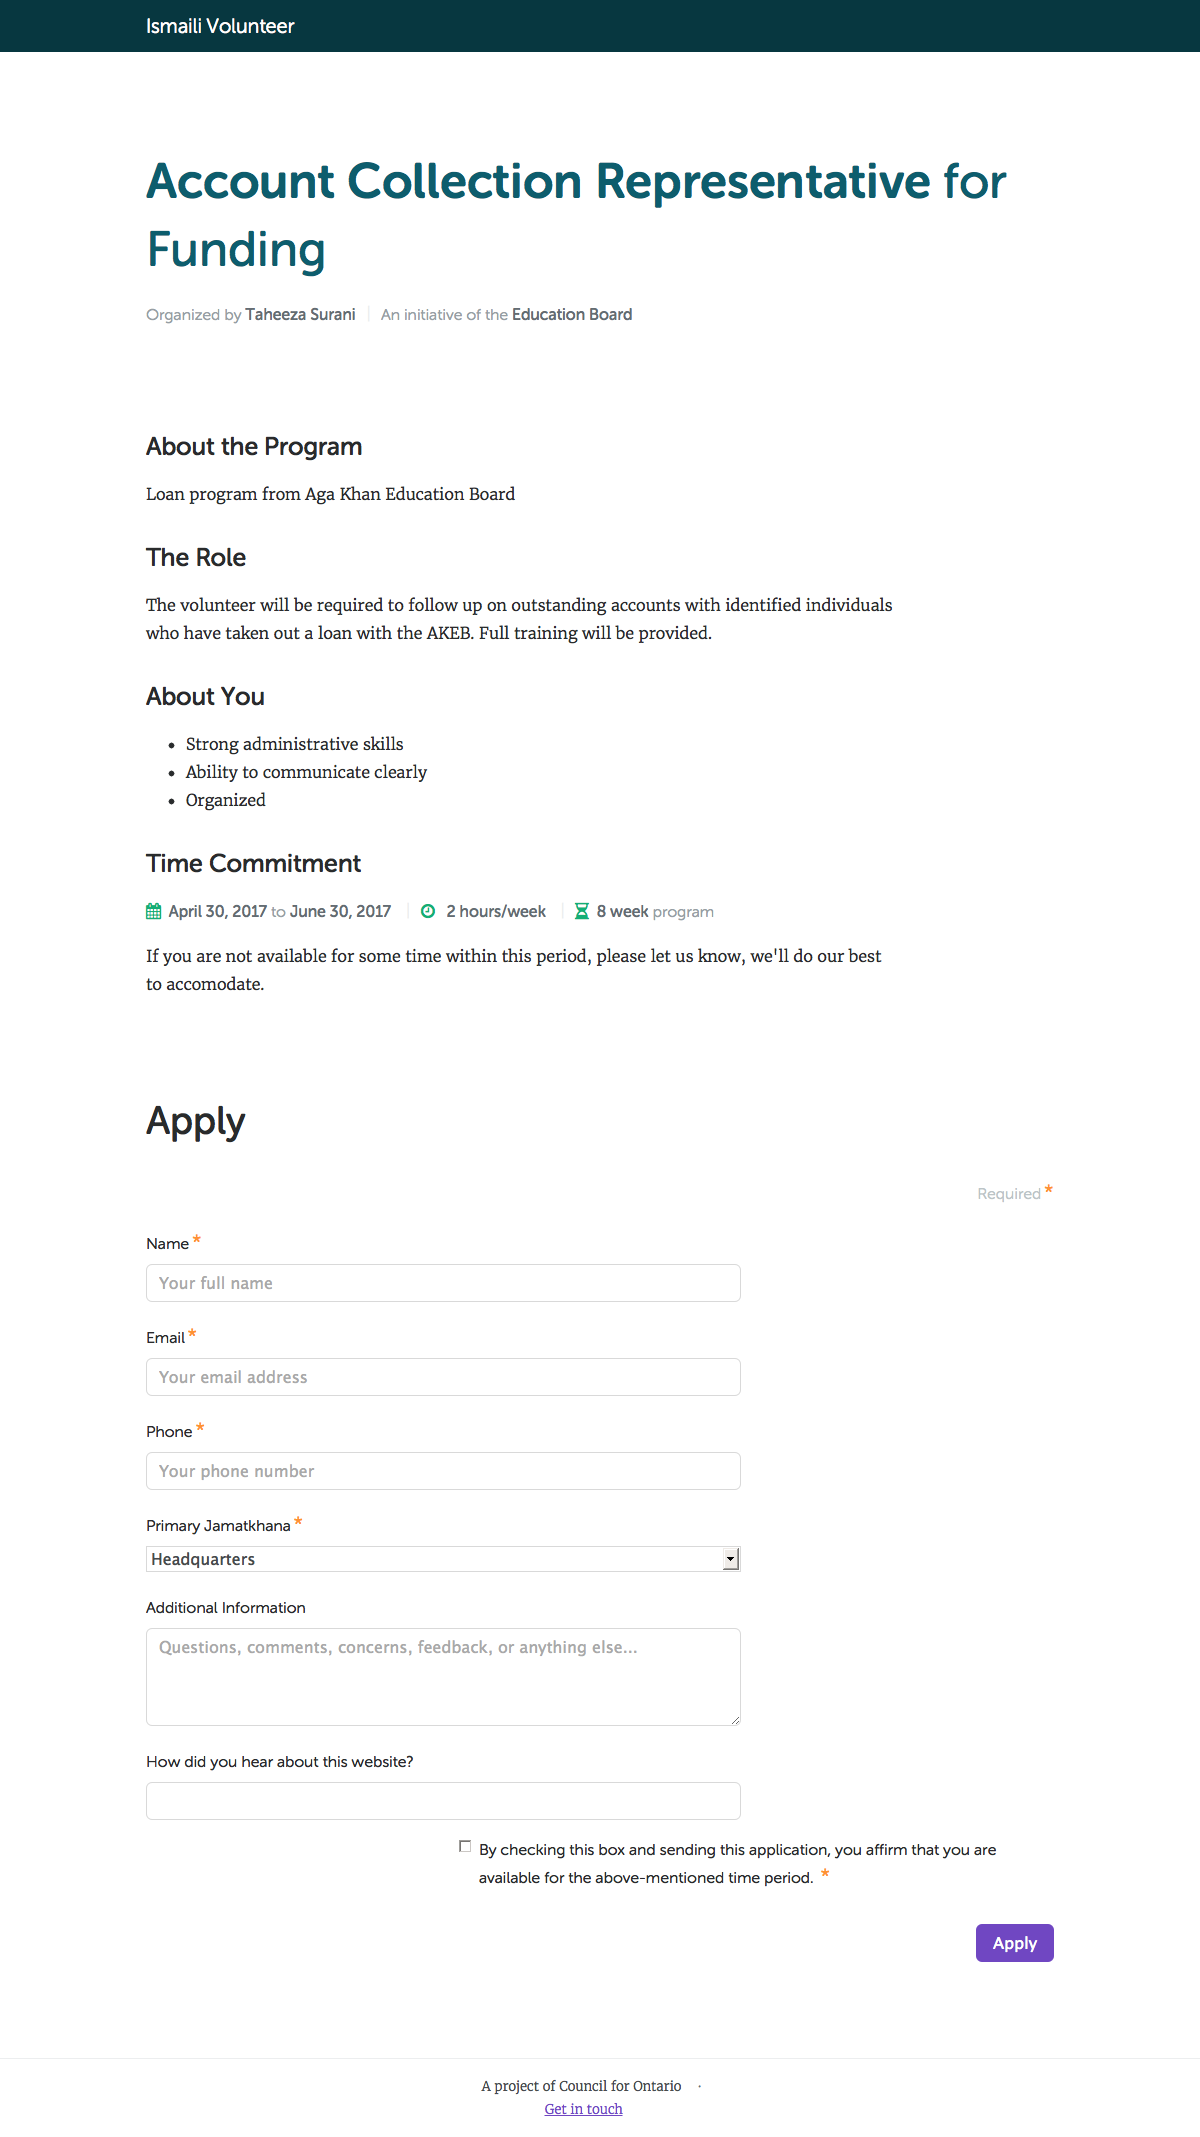 Ismaili Volunteer
Account Collection Representative for
Funding
Organized by Taheeza Surani An initiative of the Education Board
About the Program
Loan program from Aga Khan Education Board
The Role
The volunteer will be required to follow up on outstanding accounts with identified individuals
who have taken out a loan with the AKEB. Full training will be provided.
About You
• Strong administrative skills
• Ability to communicate clearly
• Organized
Time Commitment
April 30, 2017 to June 30, 2017 2 hours/week 8 week program
If you are not available for some time within this period, please let us know, we'll do our best
to accomodate.
Apply
Required *
Name *
Your full name
Email *
Your email address
Phone *
Your phone number
Primary Jamatkhana *
Headquarters
Additional Information
Questions, comments, concerns, feedback, or anything else...
How did you hear about this website?
By checking this box and sending this application, you affirm that you are
available for the above-mentioned time period. *
Apply
A project of Council for Ontario ·
Get in touch